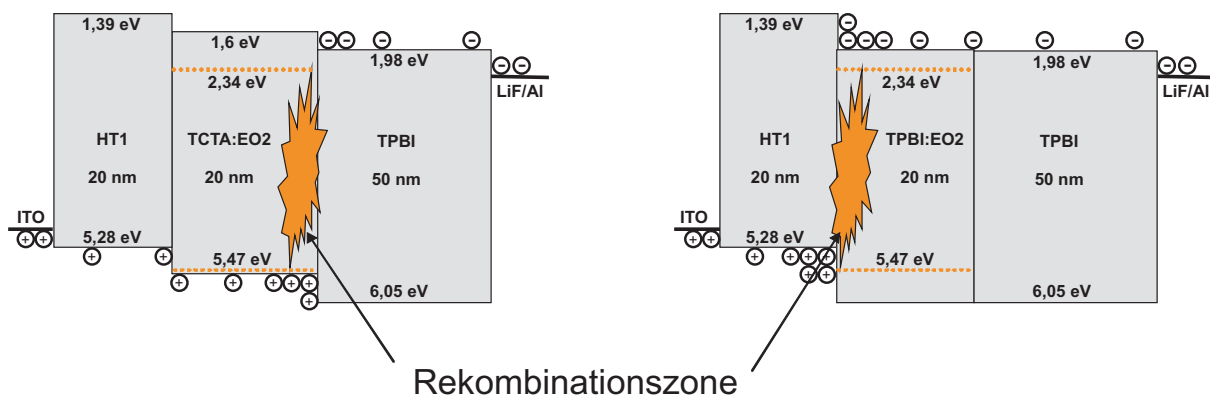 1,39 eV
1,6 eV
2,34 eV
1,98 eV
LiF/Al
HT1
TCTA:EO2
TPBI
20 nm
20 nm
50 nm
ITO
5,28 eV
5,47 eV
6,05 eV
1,39 eV
2,34 eV
1,98 eV
LiF/Al
HT1
TPBI:EO2
TPBI
20 nm
20 nm
50 nm
ITO
5,28 eV
5,47 eV
6,05 eV
Rekombinationszone